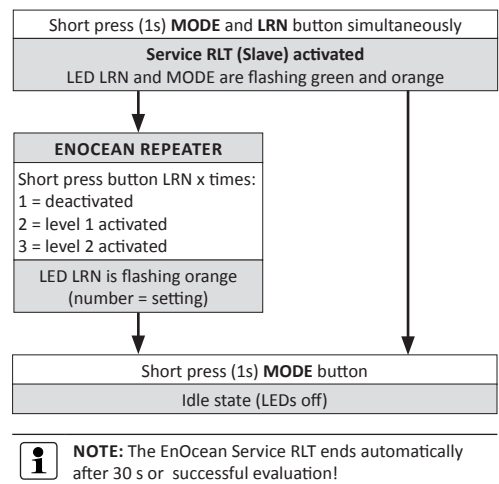 Short press (1s) MODE and LRN button simultaneously
Service RLT (Slave) activated
LED LRN and MODE are flashing green and orange
ENOCEAN REPEATER
Short press button LRN x times:
1 = deactivated
2 = level 1 activated
3 = level 2 activated
LED LRN is flashing orange
(number = setting)
Short press (1s) MODE button
Idle state (LEDs off)
NOTE: The EnOcean Service RLT ends automatically
after 30 s or successful evaluation!